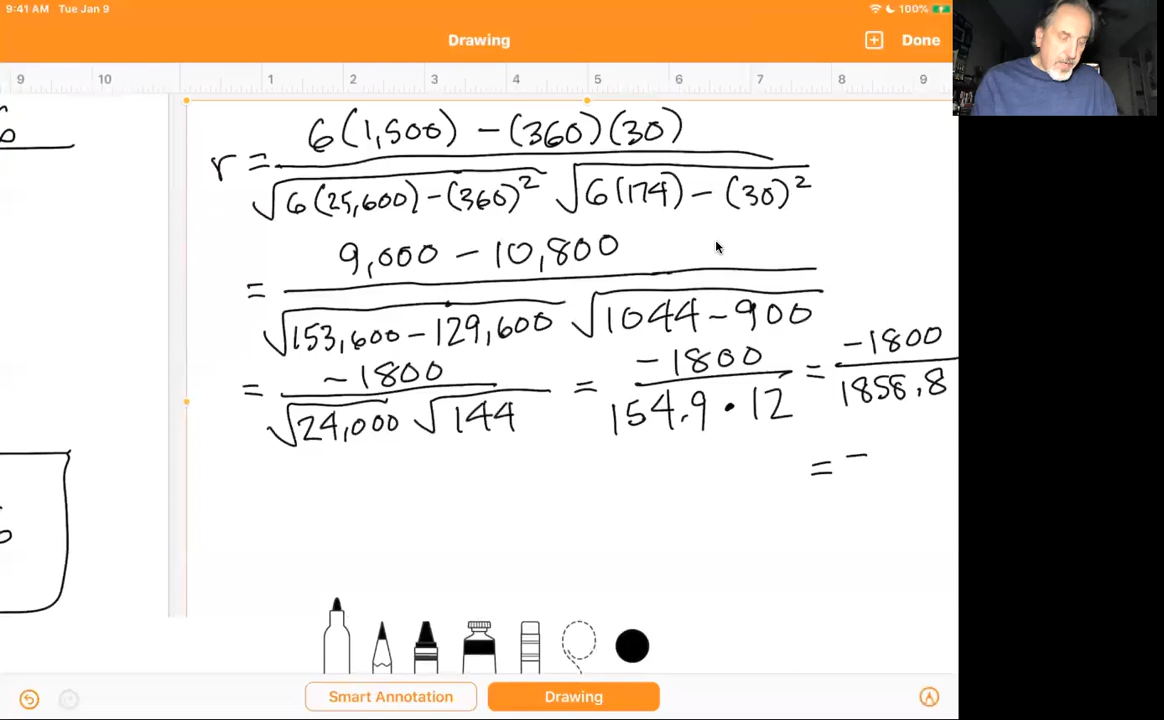 9:41 AM Tue Jan 9 100%
Drawing Done
9 10 1 2 3 4 5 6 7 8 9
r = 6(1,500) - (360)(30) / √6(25,600) - (360)² √6(174) - (30)²
= 9,000 - 10,800 / √153,600 - 129,600 √1044 - 900
= -1800 / √24,000 √144 = -1800 / 154.9 • 12 = -1800 / 1858.8
= -
Smart Annotation Drawing